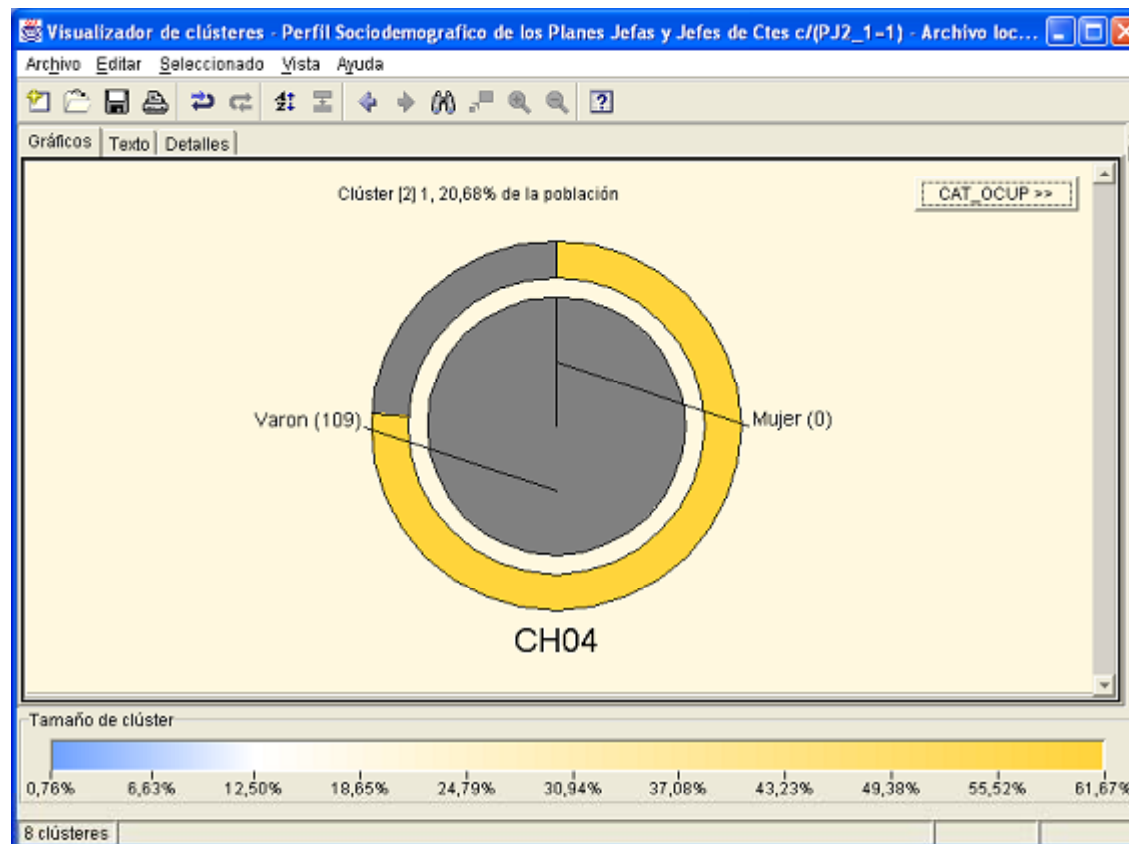 Visualizador de clústeres - Perfil Sociodemografico de los Planes Jefas y Jefes de Ctes c/(PJ2_1=1) - Archivo loc...
Archivo Editar Seleccionado Vista Ayuda
Gráficos Texto Detalles
Clúster [2] 1, 20,68% de la población
CAT_OCUP >>
Varon (109)
Mujer (0)
CH04
Tamaño de clúster
0,76% 6,63% 12,50% 18,65% 24,79% 30,94% 37,08% 43,23% 49,38% 55,52% 61,67%
8 clústeres